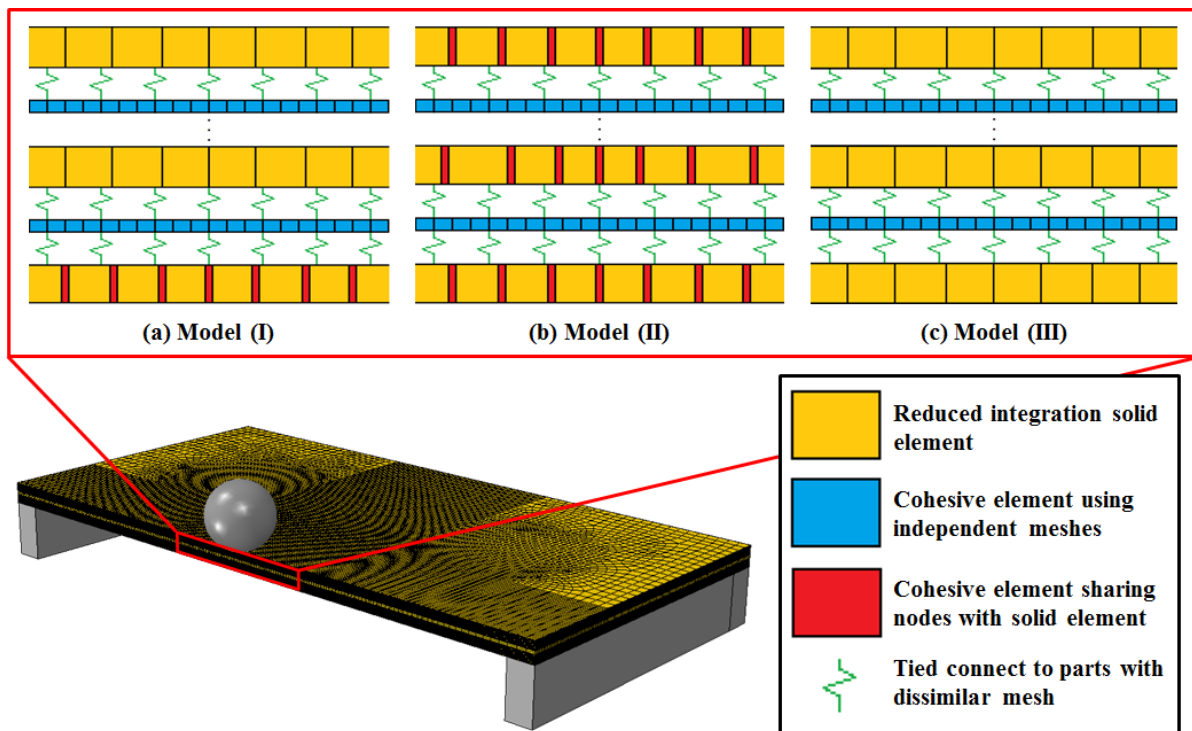 (a) Model (I)
(b) Model (II)
(c) Model (III)
Reduced integration solid
element
Cohesive element using
independent meshes
Cohesive element sharing
nodes with solid element
Tied connect to parts with
dissimilar mesh